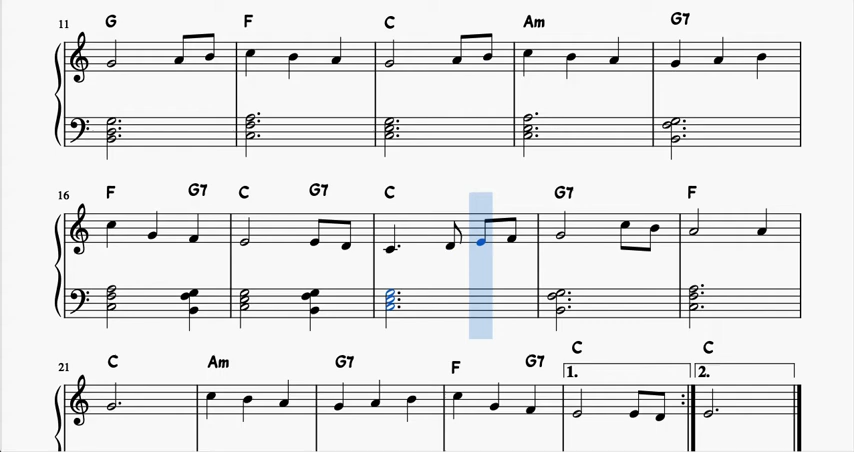 11 G F C Am G7
16 F G7 C G7 C G7 F
21 C Am G7 F G7 C C
1. 2.